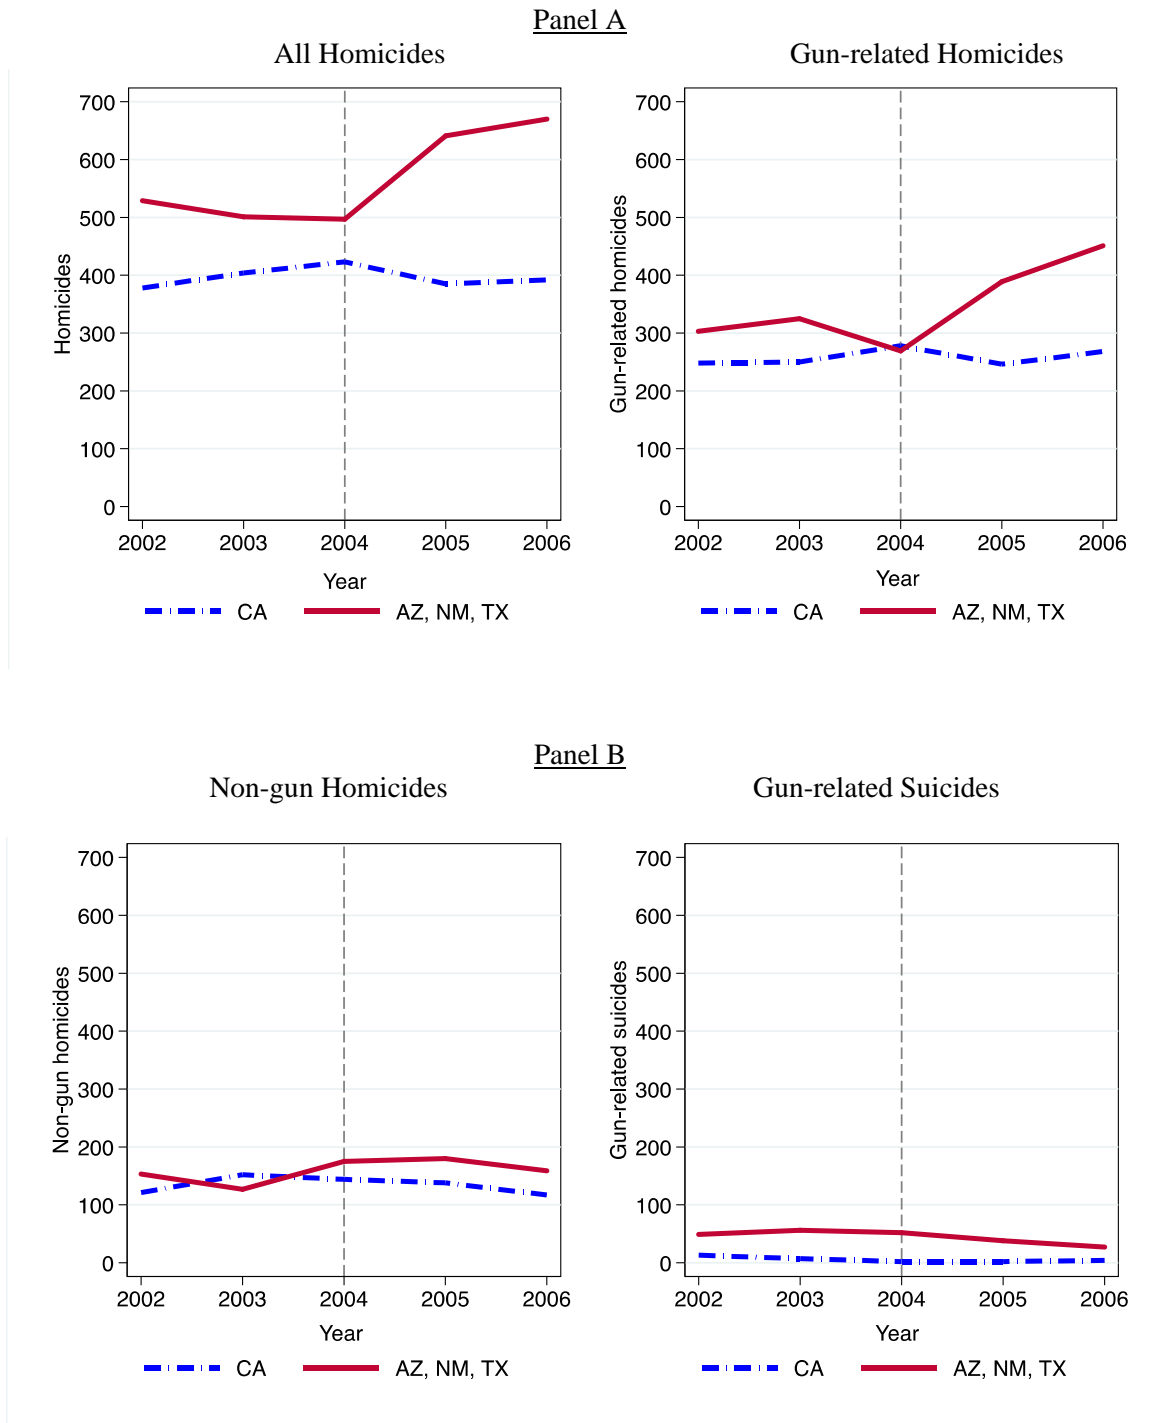 Panel A
All Homicides
Gun-related Homicides
Homicides
700
600
500
400
300
200
100
0
2002 2003 2004 2005 2006
Year
CA AZ, NM, TX
Gun-related homicides
700
600
500
400
300
200
100
0
2002 2003 2004 2005 2006
Year
CA AZ, NM, TX
Panel B
Non-gun Homicides
Gun-related Suicides
Non-gun homicides
700
600
500
400
300
200
100
0
2002 2003 2004 2005 2006
Year
CA AZ, NM, TX
Gun-related suicides
700
600
500
400
300
200
100
0
2002 2003 2004 2005 2006
Year
CA AZ, NM, TX